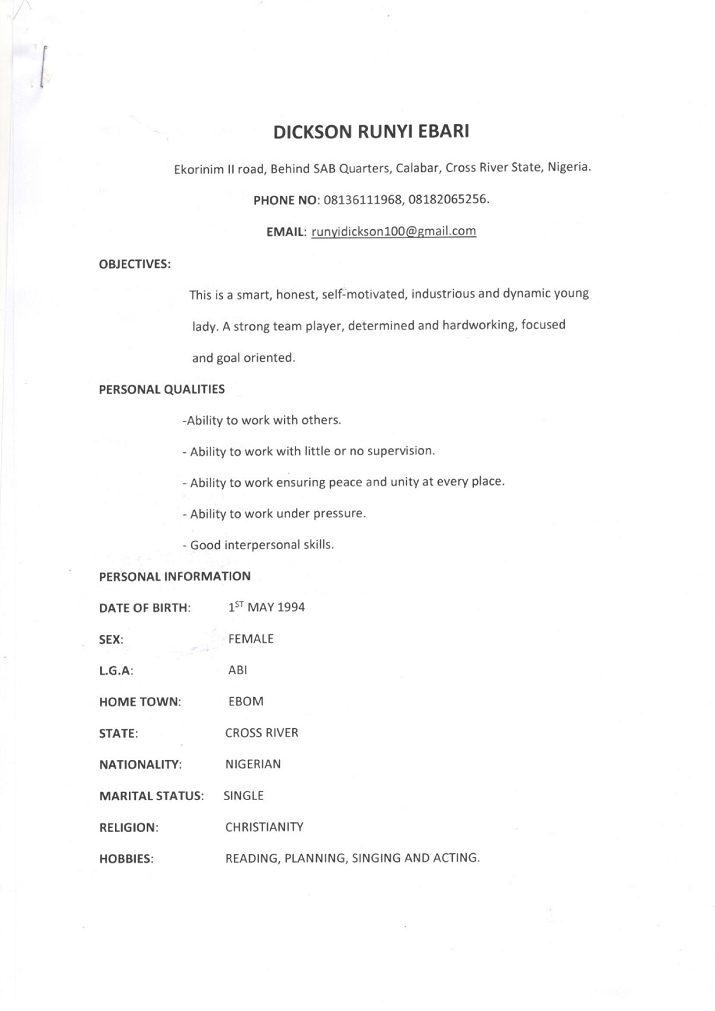 DICKSON RUNYI EBARI
Ekorinim II road, Behind SAB Quarters, Calabar, Cross River State, Nigeria.
PHONE NO: 08136111968, 08182065256.
EMAIL: runyidickson100@gmail.com
OBJECTIVES:
This is a smart, honest, self-motivated, industrious and dynamic young
lady. A strong team player, determined and hardworking, focused
and goal oriented.
PERSONAL QUALITIES
-Ability to work with others.
- Ability to work with little or no supervision.
- Ability to work ensuring peace and unity at every place.
- Ability to work under pressure.
- Good interpersonal skills.
PERSONAL INFORMATION
DATE OF BIRTH: 1ST MAY 1994
SEX: FEMALE
L.G.A: ABI
HOME TOWN: EBOM
STATE: CROSS RIVER
NATIONALITY: NIGERIAN
MARITAL STATUS: SINGLE
RELIGION: CHRISTIANITY
HOBBIES: READING, PLANNING, SINGING AND ACTING.